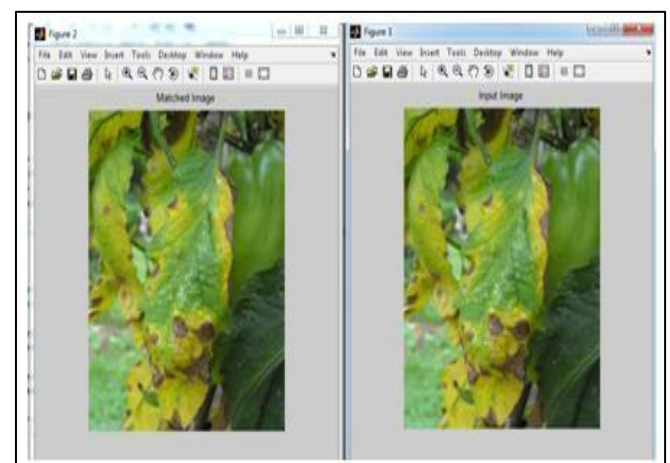 Figure 2
File Edit View Insert Tools Desktop Window Help
Matched Image
Figure 1
File Edit View Insert Tools Desktop Window Help
Input Image